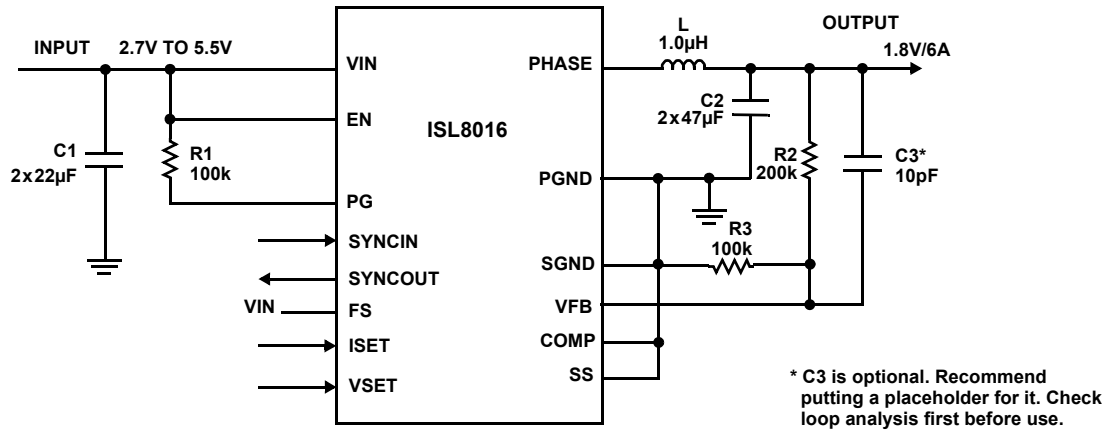 INPUT
2.7V TO 5.5V
OUTPUT
1.8V/6A
L
1.0µH
VIN
PHASE
EN
ISL8016
C1
2x22µF
R1
100k
C2
2x47µF
R2
200k
C3*
10pF
PG
PGND
SYNCIN
R3
100k
SYNCOUT
SGND
VIN
FS
VFB
ISET
COMP
VSET
SS
* C3 is optional. Recommend
putting a placeholder for it. Check
loop analysis first before use.